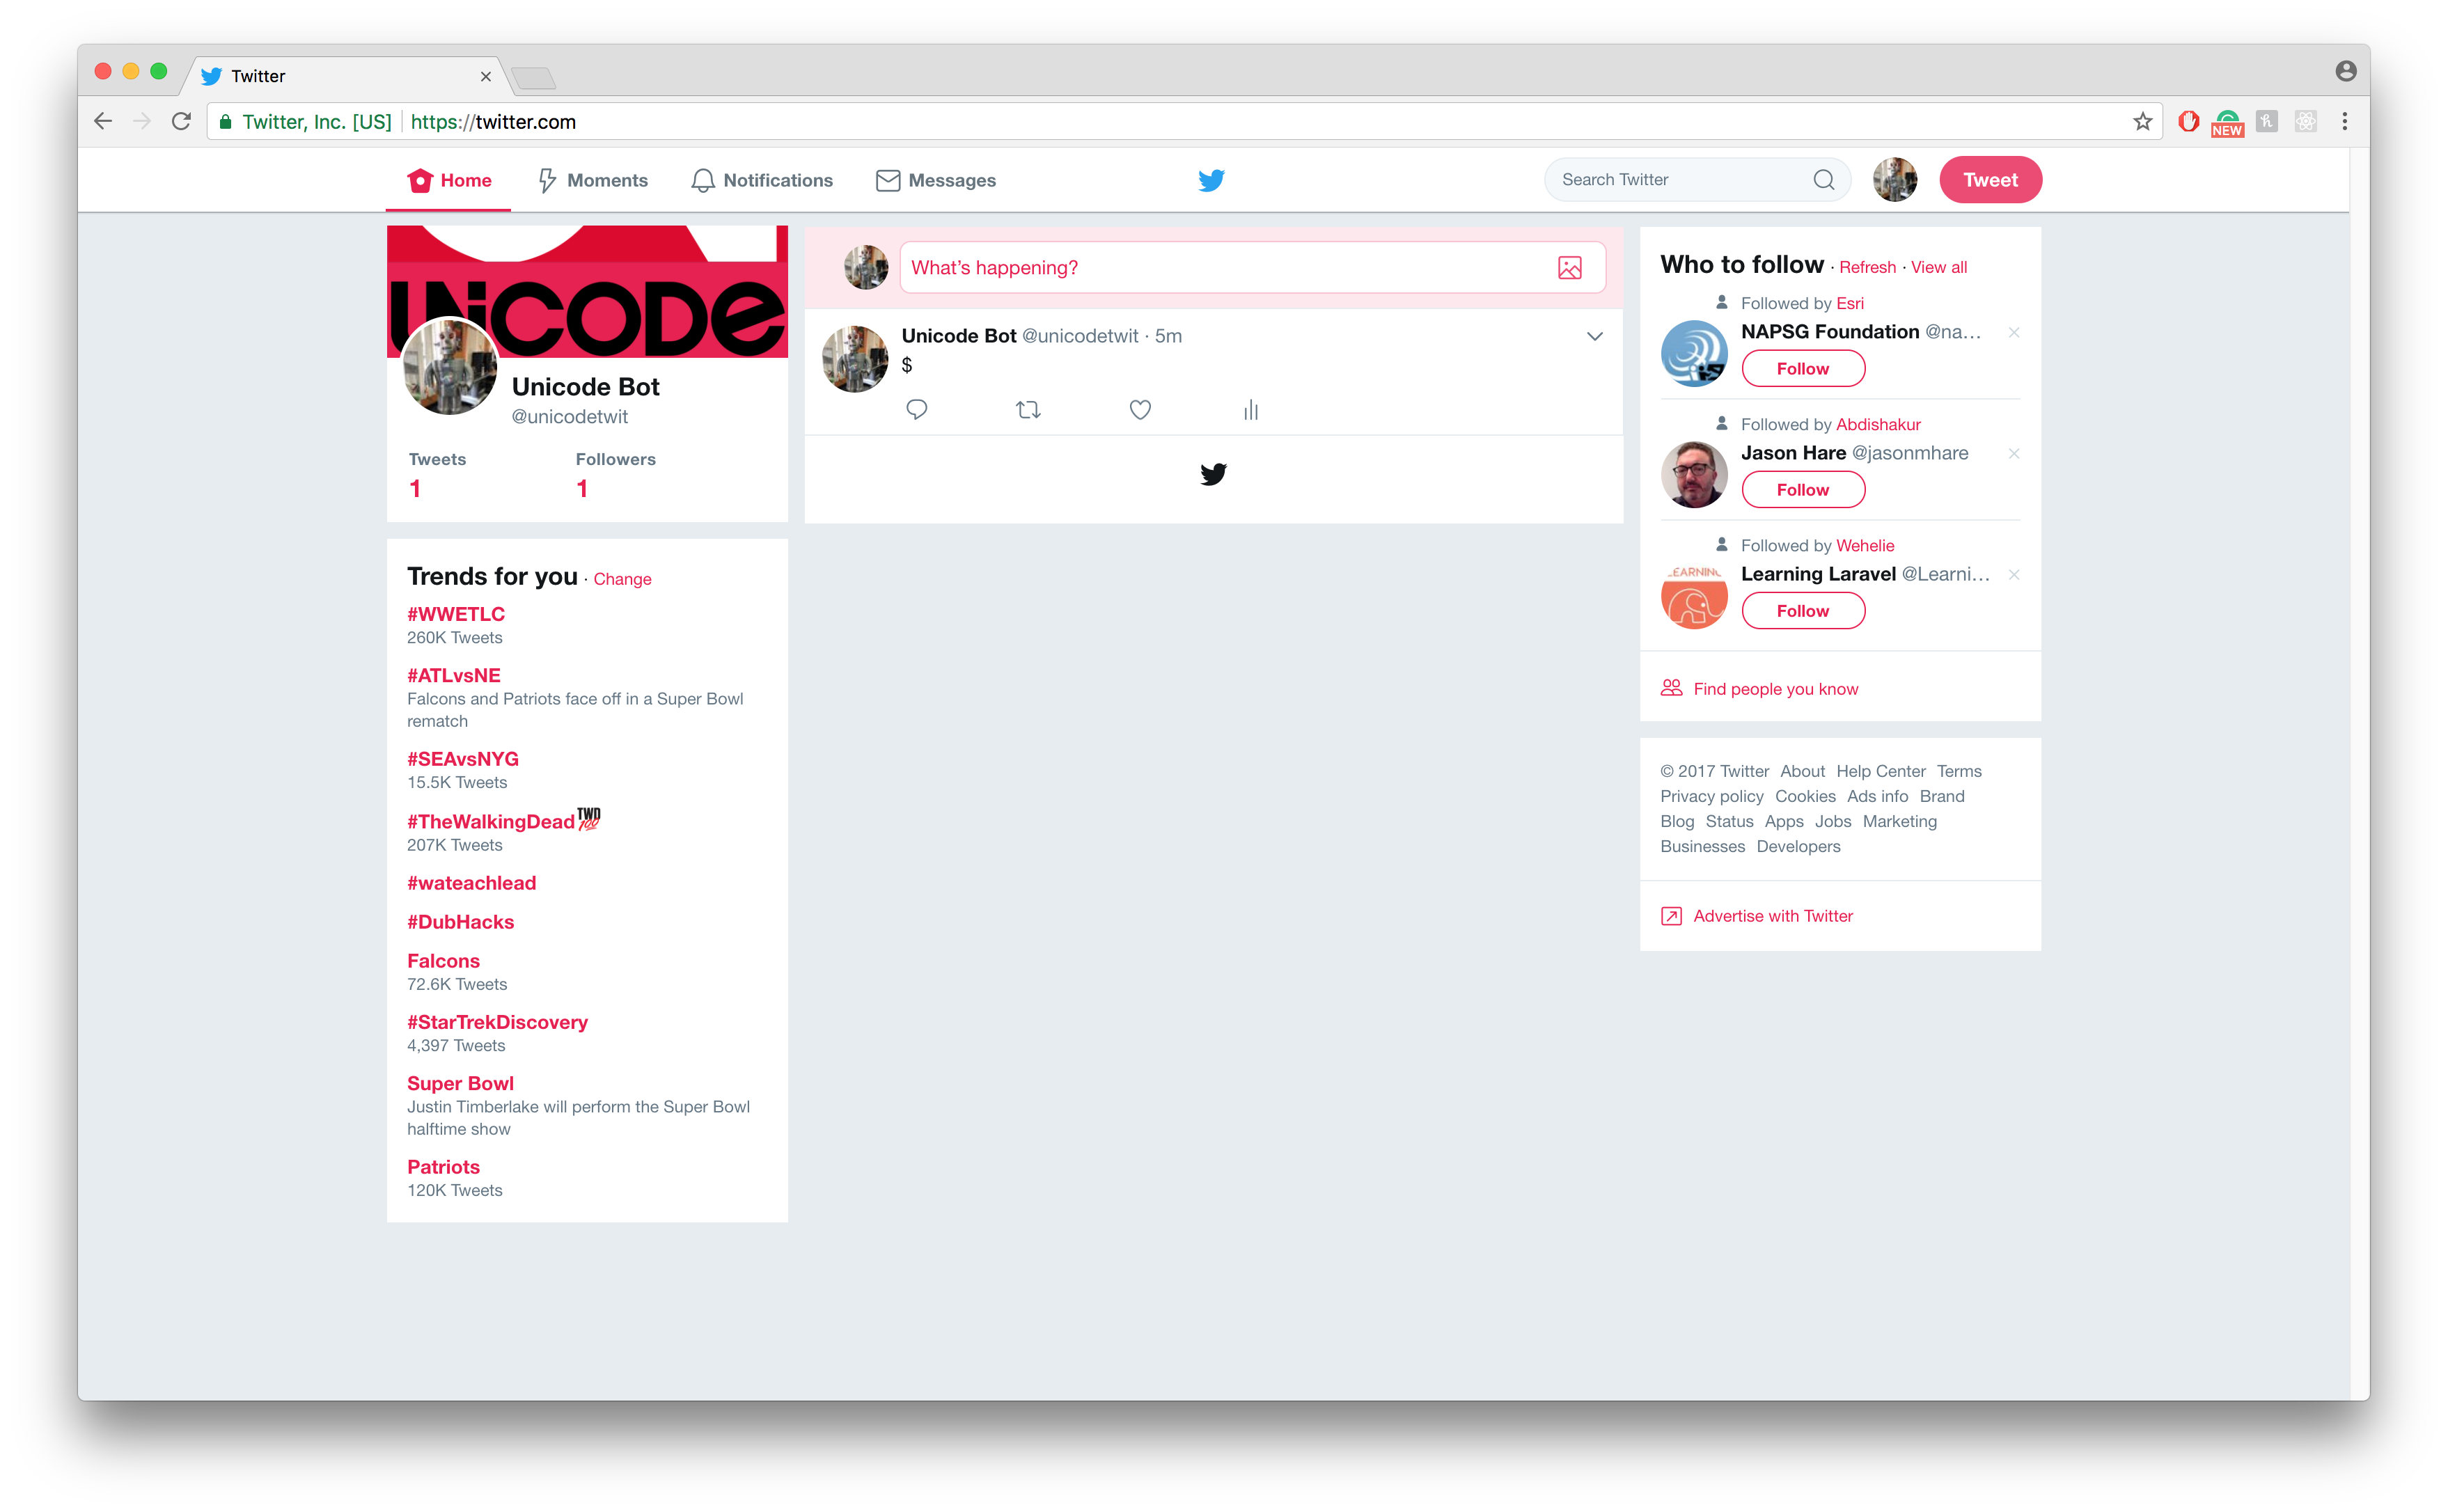 Twitter
Twitter, Inc. [US] https://twitter.com
NEW
Home Moments Notifications Messages
Search Twitter
Tweet
UNiCODe
Unicode Bot
@unicodetwit
Tweets Followers
1 1
Trends for you · Change
#WWETLC
260K Tweets
#ATLvsNE
Falcons and Patriots face off in a Super Bowl
rematch
#SEAvsNYG
15.5K Tweets
#TheWalkingDead TWD 100
207K Tweets
#wateachlead
#DubHacks
Falcons
72.6K Tweets
#StarTrekDiscovery
4,397 Tweets
Super Bowl
Justin Timberlake will perform the Super Bowl
halftime show
Patriots
120K Tweets
What's happening?
Unicode Bot @unicodetwit · 5m
$
Who to follow · Refresh · View all
Followed by Esri
NAPSG Foundation @na...
Follow
Followed by Abdishakur
Jason Hare @jasonmhare
Follow
Followed by Wehelie
LEARNING
Learning Laravel @Learni...
Follow
Find people you know
© 2017 Twitter About Help Center Terms
Privacy policy Cookies Ads info Brand
Blog Status Apps Jobs Marketing
Businesses Developers
Advertise with Twitter